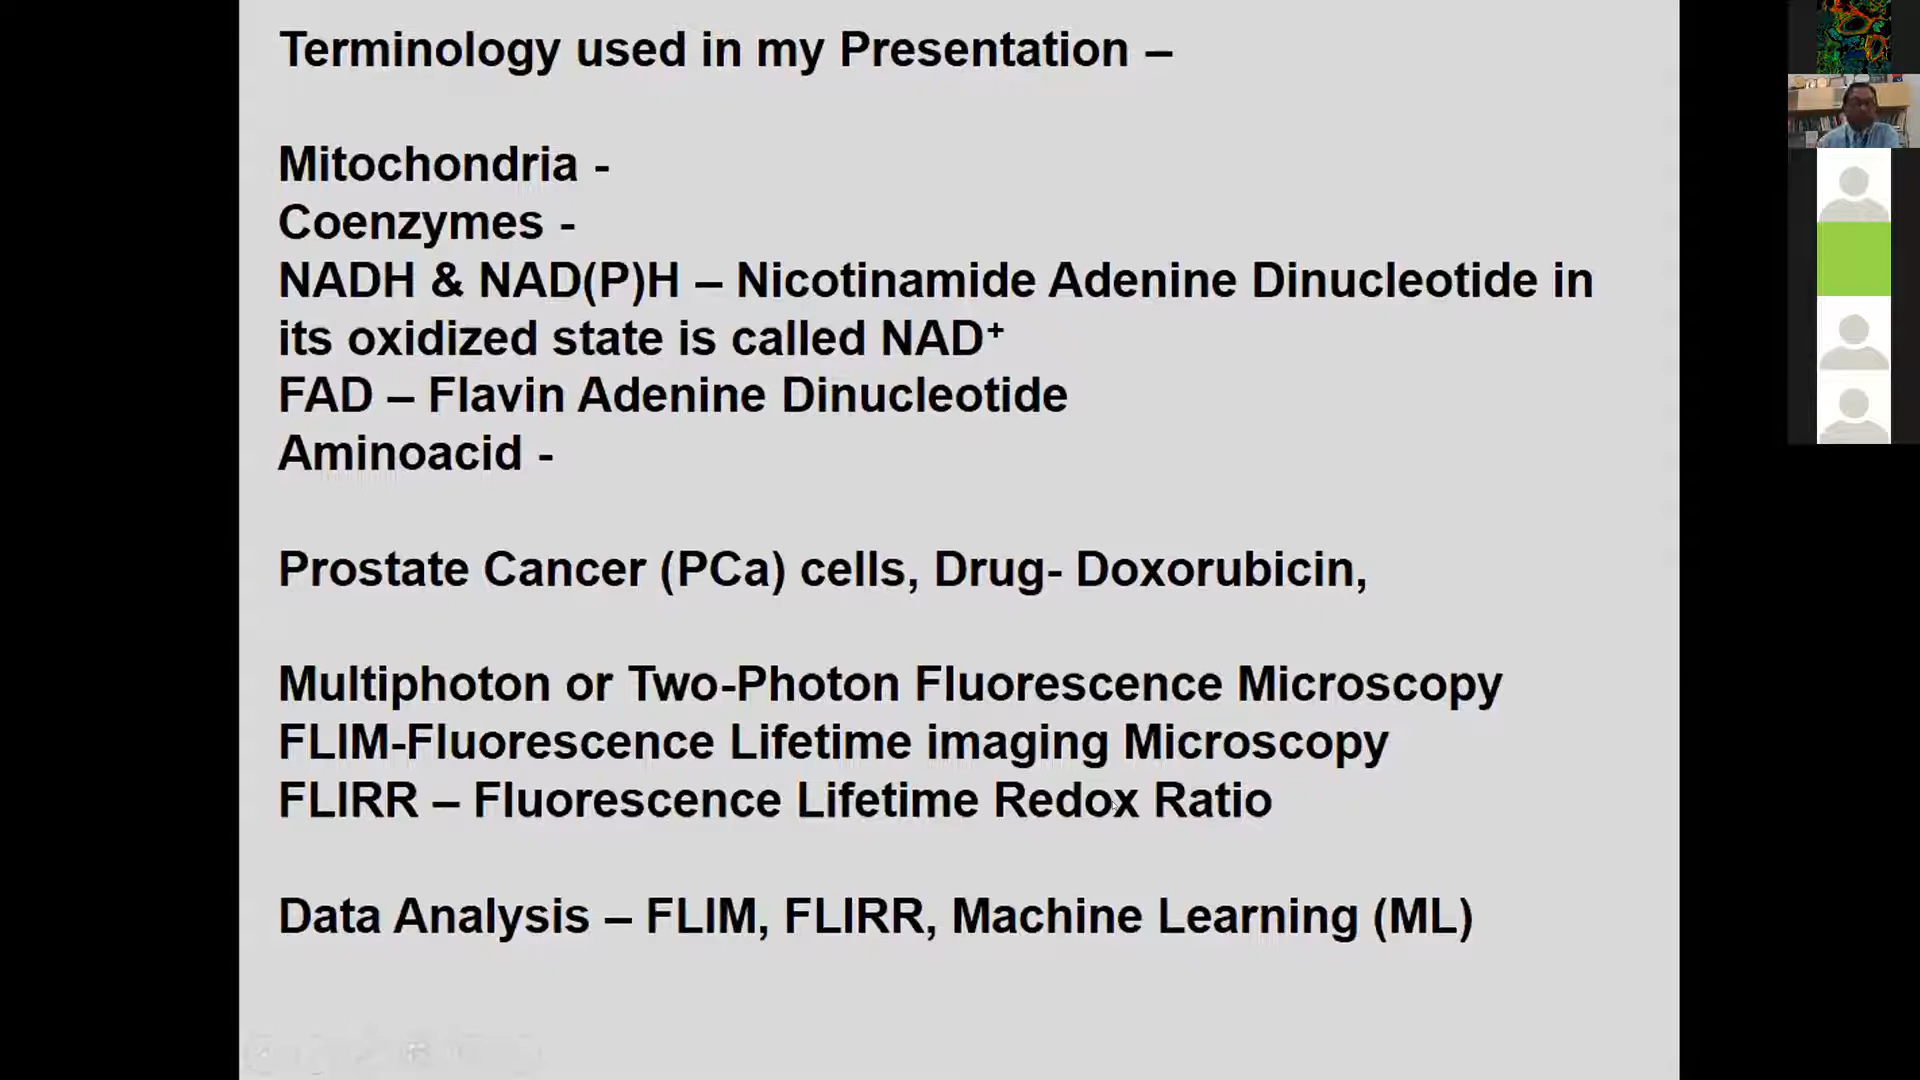 Terminology used in my Presentation –
Mitochondria -
Coenzymes -
NADH & NAD(P)H – Nicotinamide Adenine Dinucleotide in
its oxidized state is called NAD⁺
FAD – Flavin Adenine Dinucleotide
Aminoacid -
Prostate Cancer (PCa) cells, Drug- Doxorubicin,
Multiphoton or Two-Photon Fluorescence Microscopy
FLIM-Fluorescence Lifetime imaging Microscopy
FLIRR – Fluorescence Lifetime Redox Ratio
Data Analysis – FLIM, FLIRR, Machine Learning (ML)